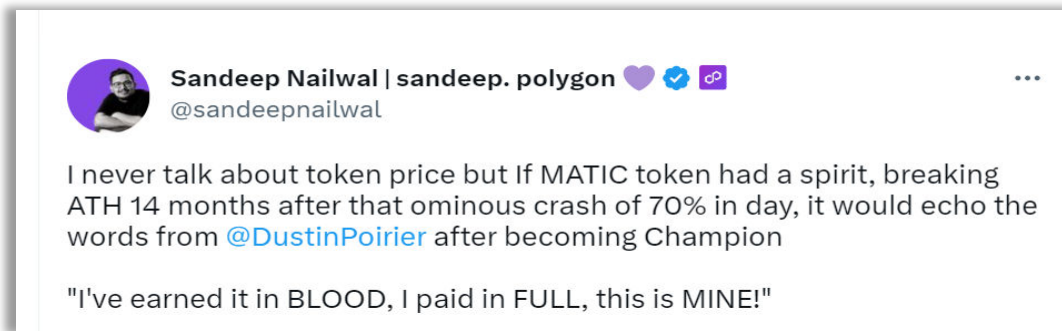 Sandeep Nailwal | sandeep. polygon 💜
@sandeepnailwal
I never talk about token price but If MATIC token had a spirit, breaking
ATH 14 months after that ominous crash of 70% in day, it would echo the
words from @DustinPoirier after becoming Champion
"I've earned it in BLOOD, I paid in FULL, this is MINE!"